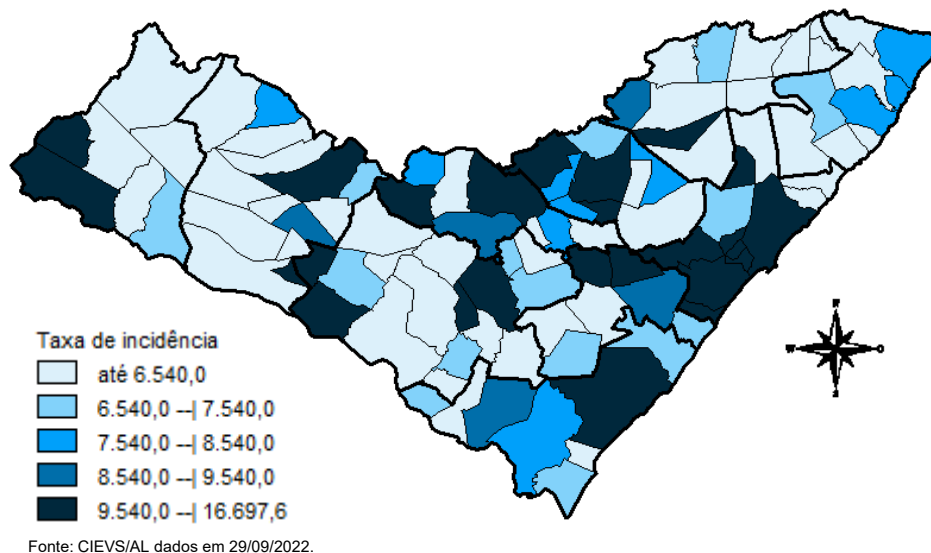 Taxa de incidência
até 6.540,0
6.540,0 --| 7.540,0
7.540,0 --| 8.540,0
8.540,0 --| 9.540,0
9.540,0 --| 16.697,6
N
W
O
S
Fonte: CIEVS/AL dados em 29/09/2022.